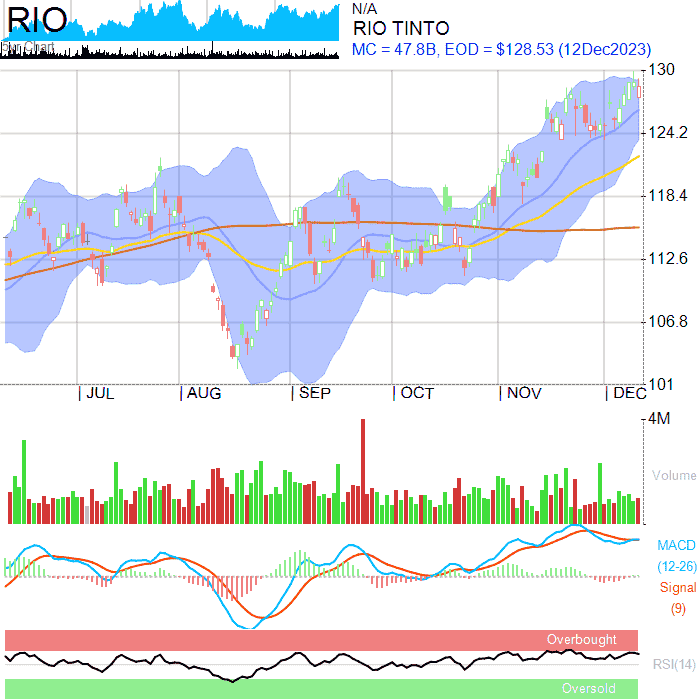 RIO
N/A
RIO TINTO
MC = 47.8B, EOD = $128.53 (12Dec2023)
130
124.2
118.4
112.6
106.8
101
JUL AUG SEP OCT NOV DEC
4M
Volume
MACD
(12-26)
Signal
(9)
Overbought
RSI(14)
Oversold